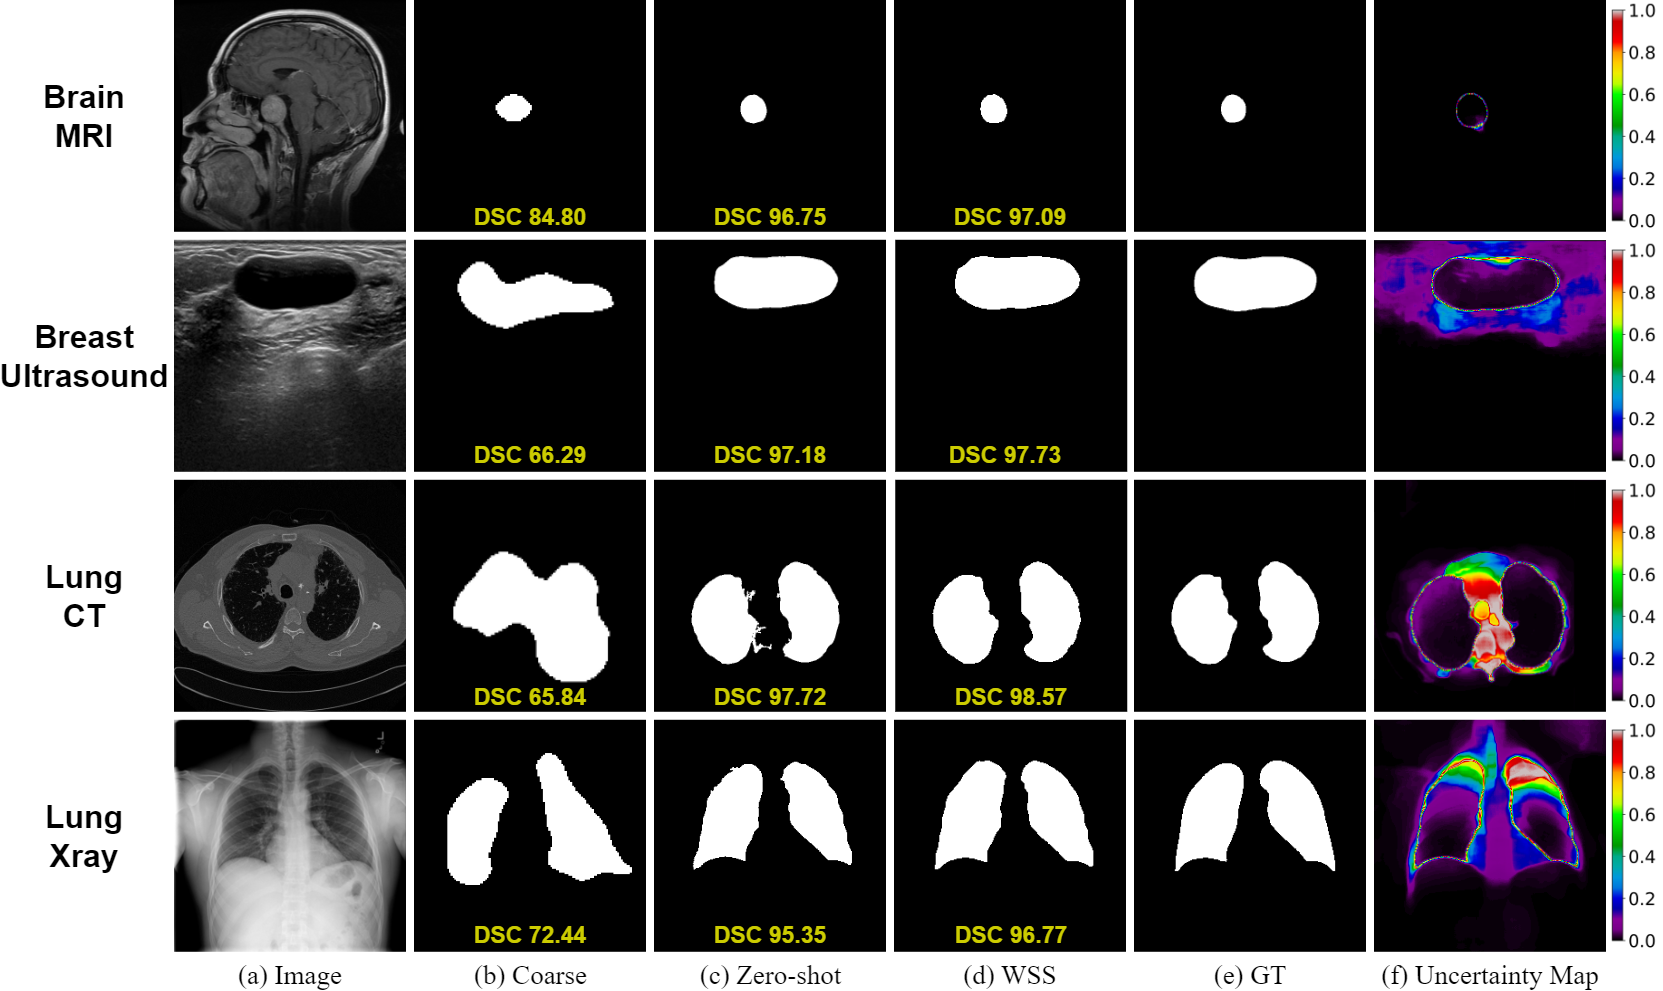 Brain
MRI
DSC 84.80
DSC 96.75
DSC 97.09
1.0
0.8
0.6
0.4
0.2
0.0
Breast
Ultrasound
DSC 66.29
DSC 97.18
DSC 97.73
1.0
0.8
0.6
0.4
0.2
0.0
Lung
CT
DSC 65.84
DSC 97.72
DSC 98.57
1.0
0.8
0.6
0.4
0.2
0.0
Lung
Xray
L
DSC 72.44
DSC 95.35
DSC 96.77
1.0
0.8
0.6
0.4
0.2
0.0
(a) Image
(b) Coarse
(c) Zero-shot
(d) WSS
(e) GT
(f) Uncertainty Map